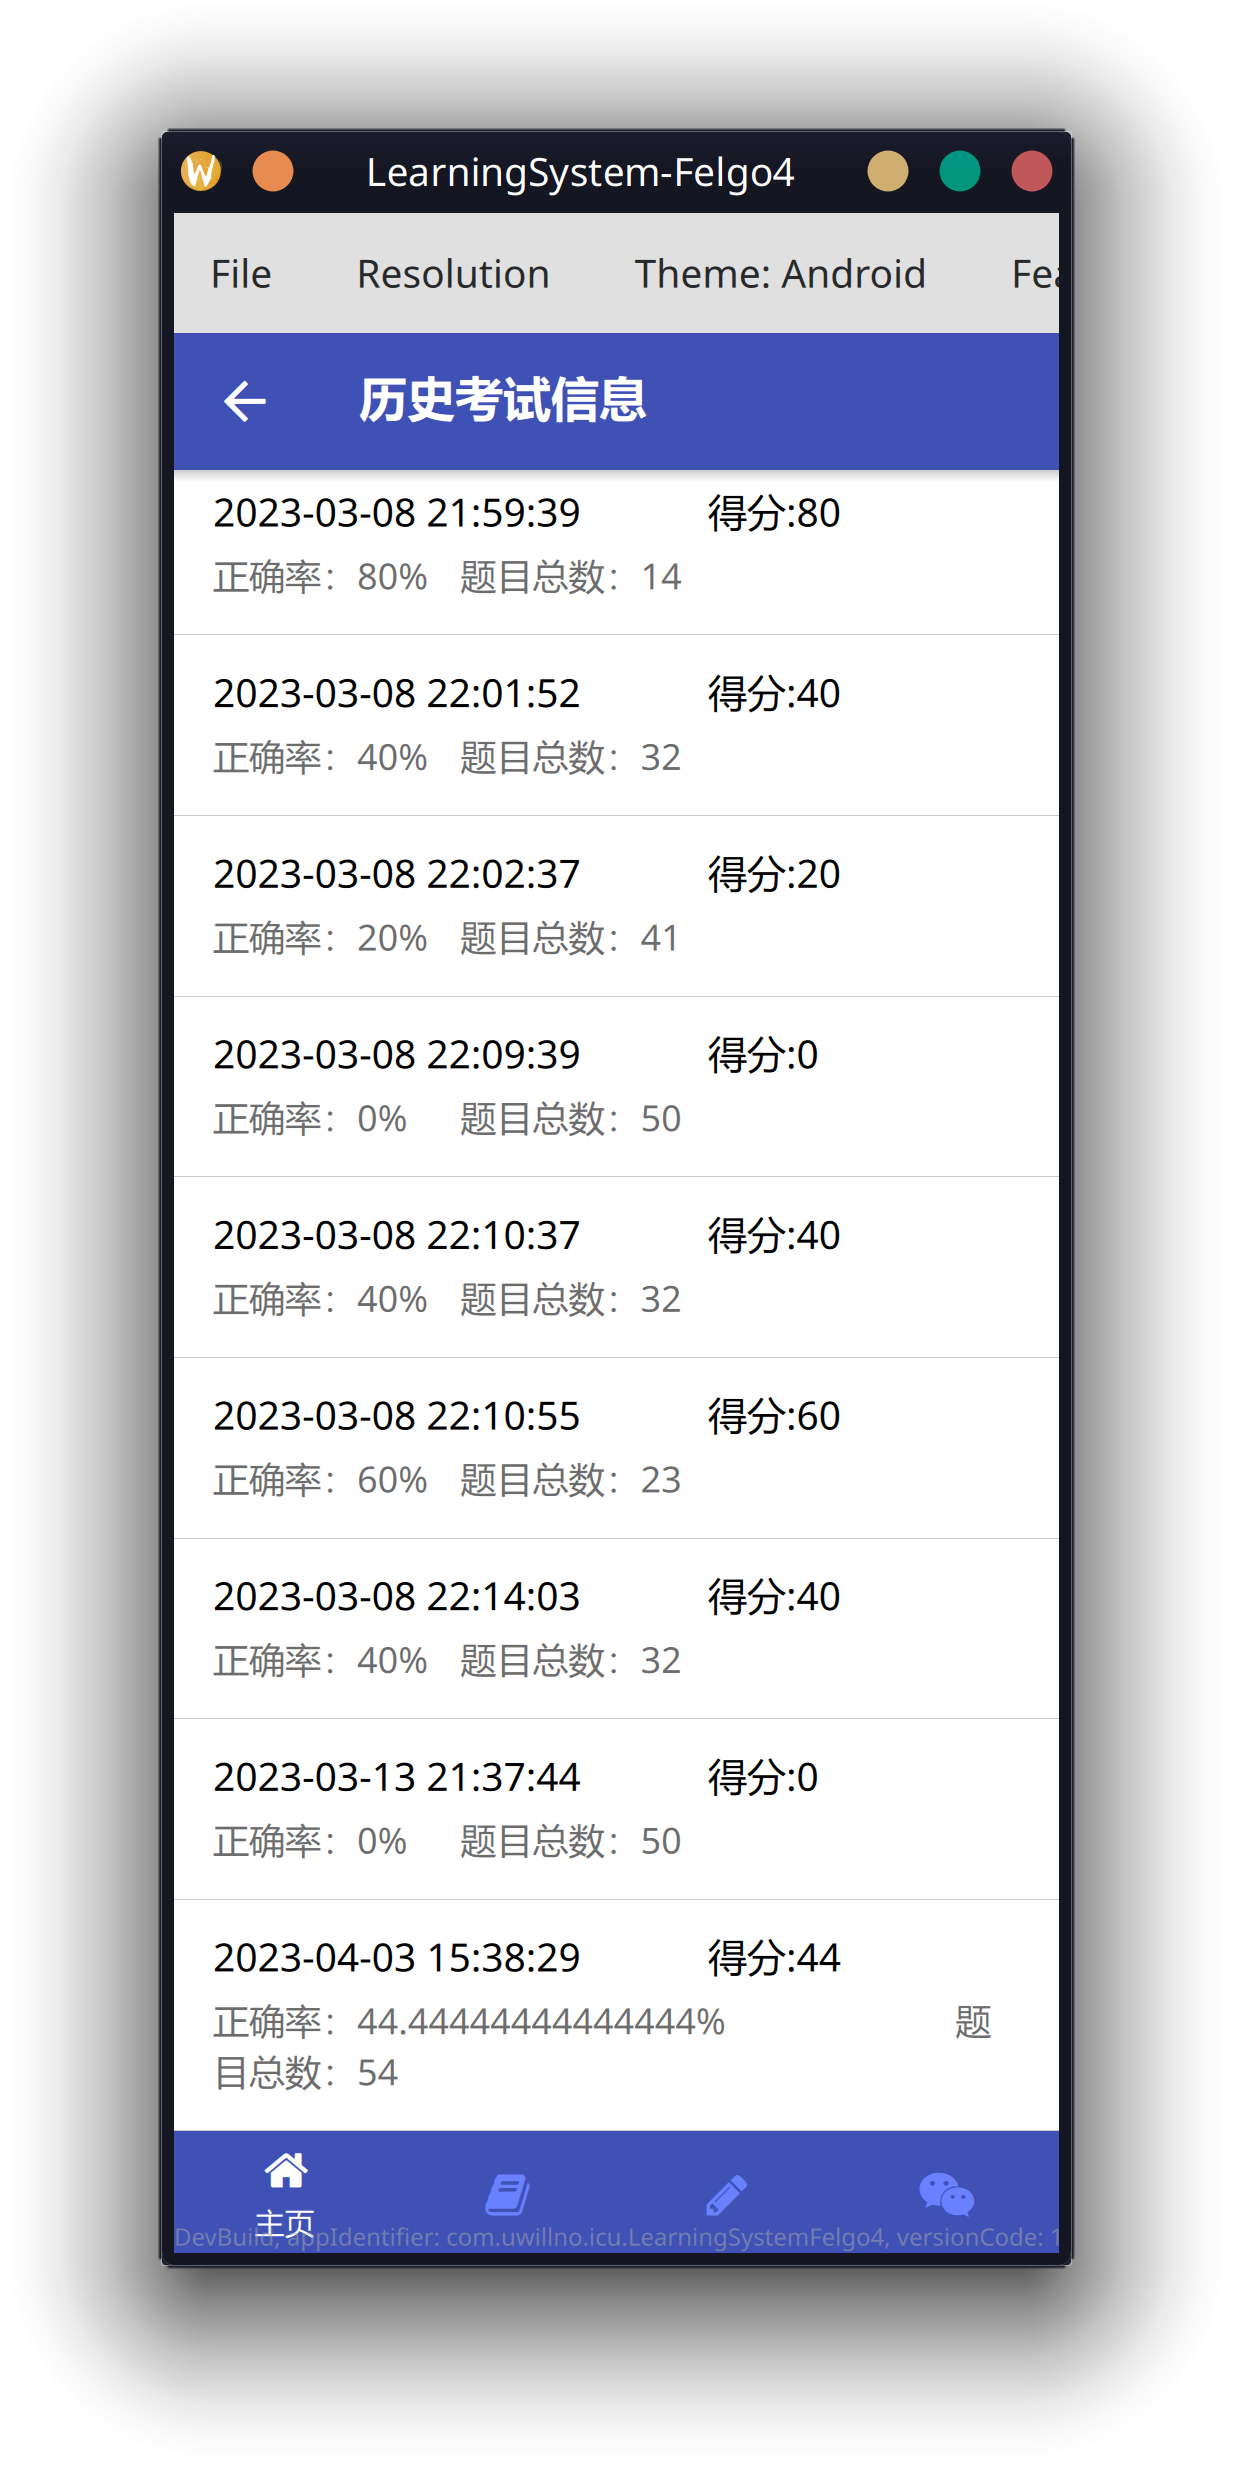 LearningSystem-Felgo4
File Resolution Theme: Android Fea
历史考试信息
2023-03-08 21:59:39 得分:80
正确率：80% 题目总数：14
2023-03-08 22:01:52 得分:40
正确率：40% 题目总数：32
2023-03-08 22:02:37 得分:20
正确率：20% 题目总数：41
2023-03-08 22:09:39 得分:0
正确率：0% 题目总数：50
2023-03-08 22:10:37 得分:40
正确率：40% 题目总数：32
2023-03-08 22:10:55 得分:60
正确率：60% 题目总数：23
2023-03-08 22:14:03 得分:40
正确率：40% 题目总数：32
2023-03-13 21:37:44 得分:0
正确率：0% 题目总数：50
2023-04-03 15:38:29 得分:44
正确率：44.44444444444444% 题
目总数：54
主页
DevBuild, appIdentifier: com.uwillno.icu.LearningSystemFelgo4, versionCode: 1